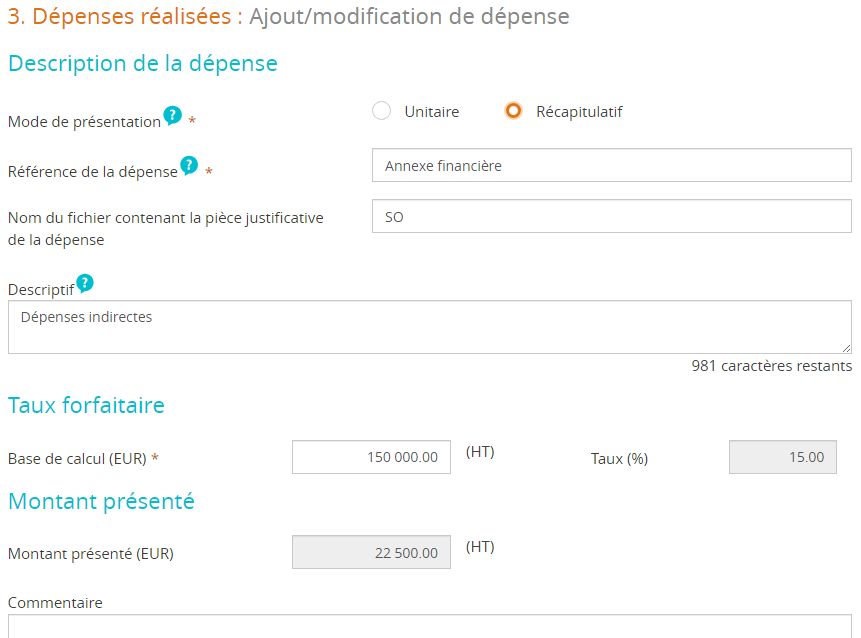 3. Dépenses réalisées : Ajout/modification de dépense
Description de la dépense
Mode de présentation ? * Unitaire Récapitulatif
Référence de la dépense ? * Annexe financière
Nom du fichier contenant la pièce justificative
de la dépense SO
Descriptif ?
Dépenses indirectes
981 caractères restants
Taux forfaitaire
Base de calcul (EUR) * 150 000.00 (HT) Taux (%) 15.00
Montant présenté
Montant présenté (EUR) 22 500.00 (HT)
Commentaire